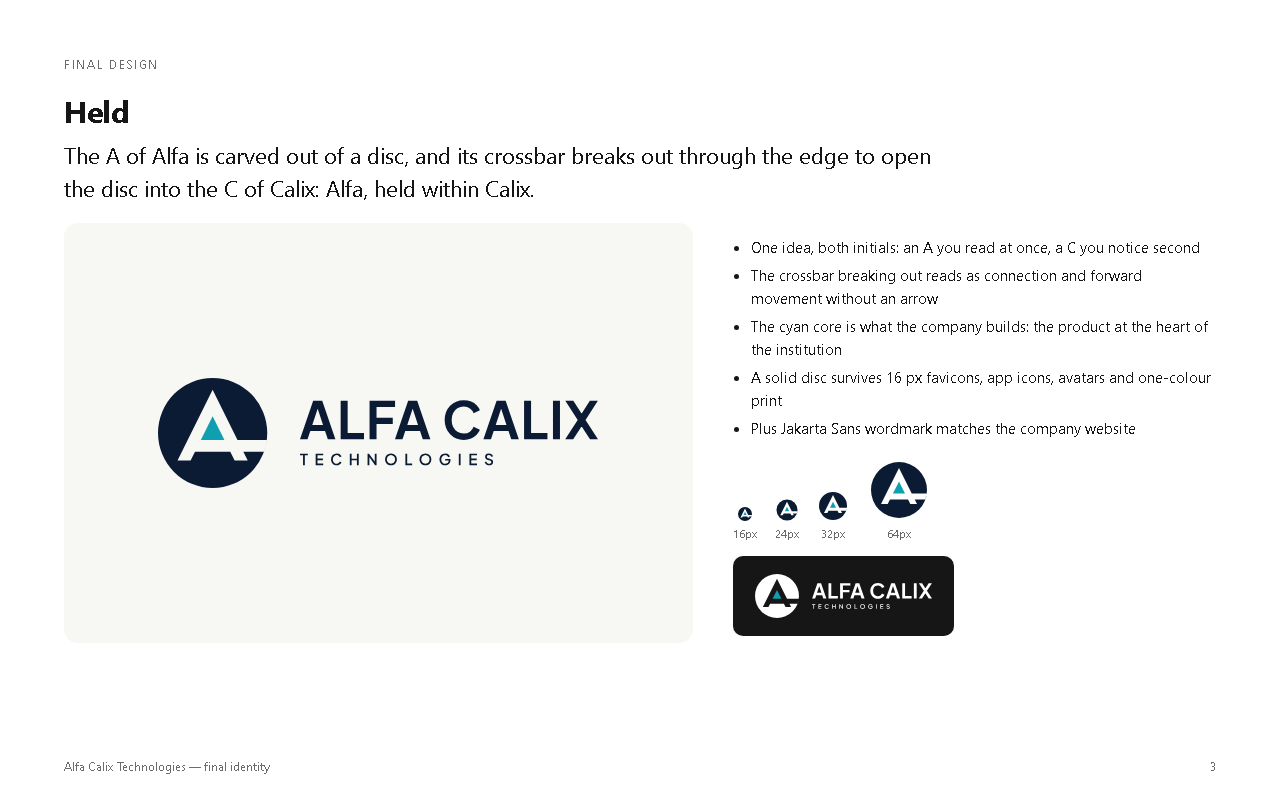 FINAL DESIGN
Held
The A of Alfa is carved out of a disc, and its crossbar breaks out through the edge to open
the disc into the C of Calix: Alfa, held within Calix.
A
ALFA CALIX
TECHNOLOGIES
• One idea, both initials: an A you read at once, a C you notice second
• The crossbar breaking out reads as connection and forward
movement without an arrow
• The cyan core is what the company builds: the product at the heart of
the institution
• A solid disc survives 16 px favicons, app icons, avatars and one-colour
print
• Plus Jakarta Sans wordmark matches the company website
A A A A
16px 24px 32px 64px
A
ALFA CALIX
TECHNOLOGIES
Alfa Calix Technologies — final identity
3